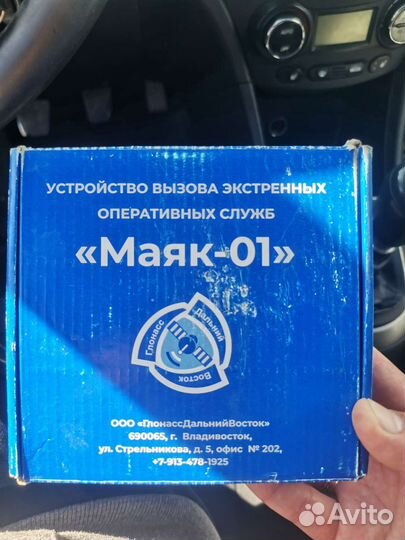 УСТРОЙСТВО ВЫЗОВА ЭКСТРЕННЫХ
ОПЕРАТИВНЫХ СЛУЖБ
«Маяк-01»
Глонасс
Дальний
Восток
ООО «ГлонассДальнийВосток»
690065, г. Владивосток,
ул. Стрельникова, д. 5, офис № 202,
+7-913-478-1925
Avito